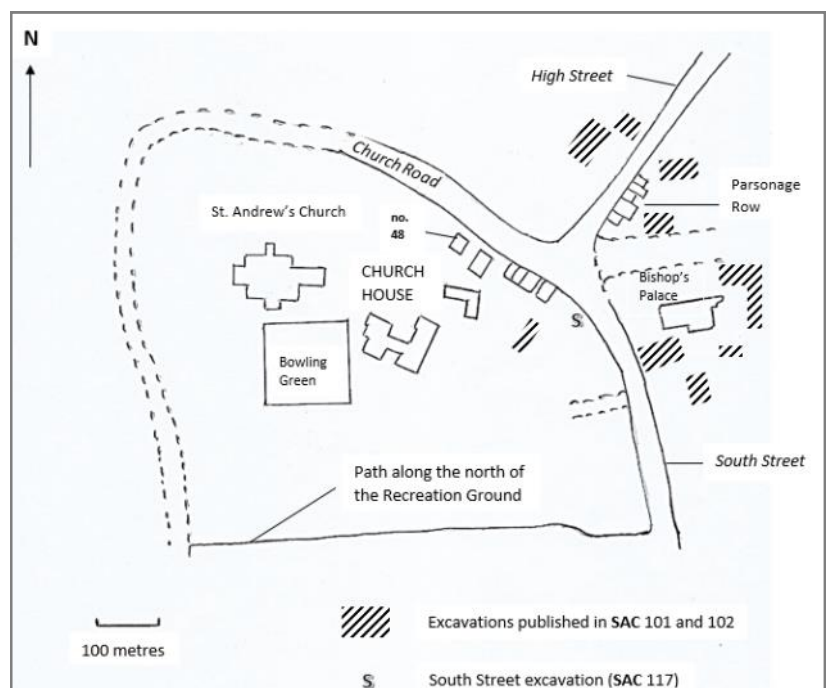 N
High Street
Church Road
Parsonage
Row
St. Andrew's Church
no.
48
CHURCH
HOUSE
Bishop's
Palace
S
Bowling
Green
South Street
Path along the north of
the Recreation Ground
100 metres
Excavations published in SAC 101 and 102
S South Street excavation (SAC 117)